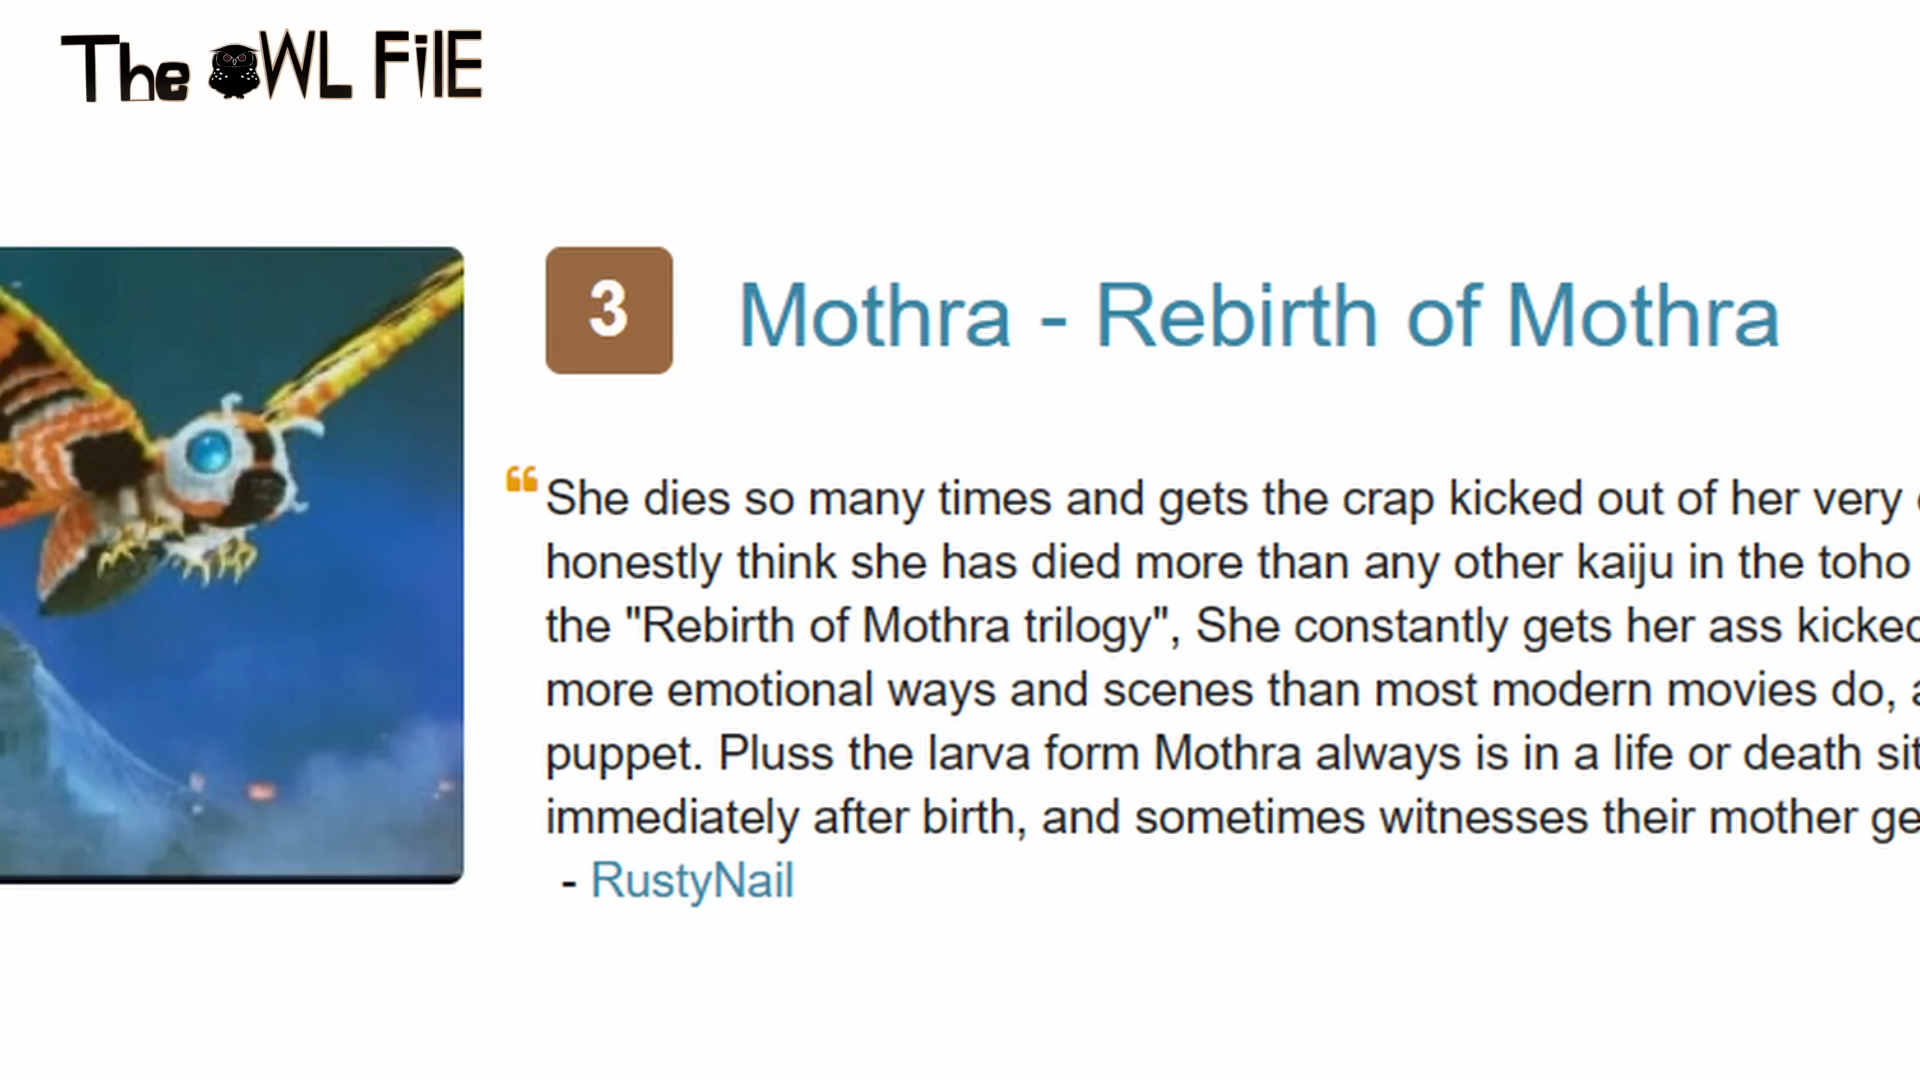 The OWL FilE
3
Mothra - Rebirth of Mothra
“She dies so many times and gets the crap kicked out of her very
honestly think she has died more than any other kaiju in the toho
the "Rebirth of Mothra trilogy", She constantly gets her ass kicked
more emotional ways and scenes than most modern movies do,
puppet. Pluss the larva form Mothra always is in a life or death
immediately after birth, and sometimes witnesses their mother
- RustyNail